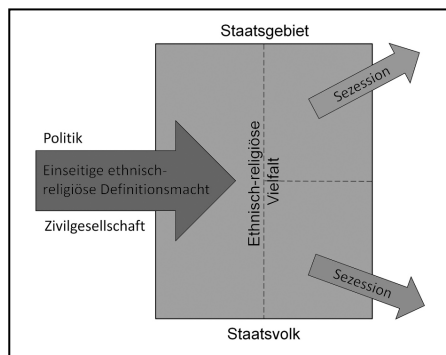 Staatsgebiet
Sezession
Politik
Einseitige ethnisch-
religiöse Definitionsmacht
Zivilgesellschaft
Ethnisch-religiöse
Vielfalt
Sezession
Staatsvolk